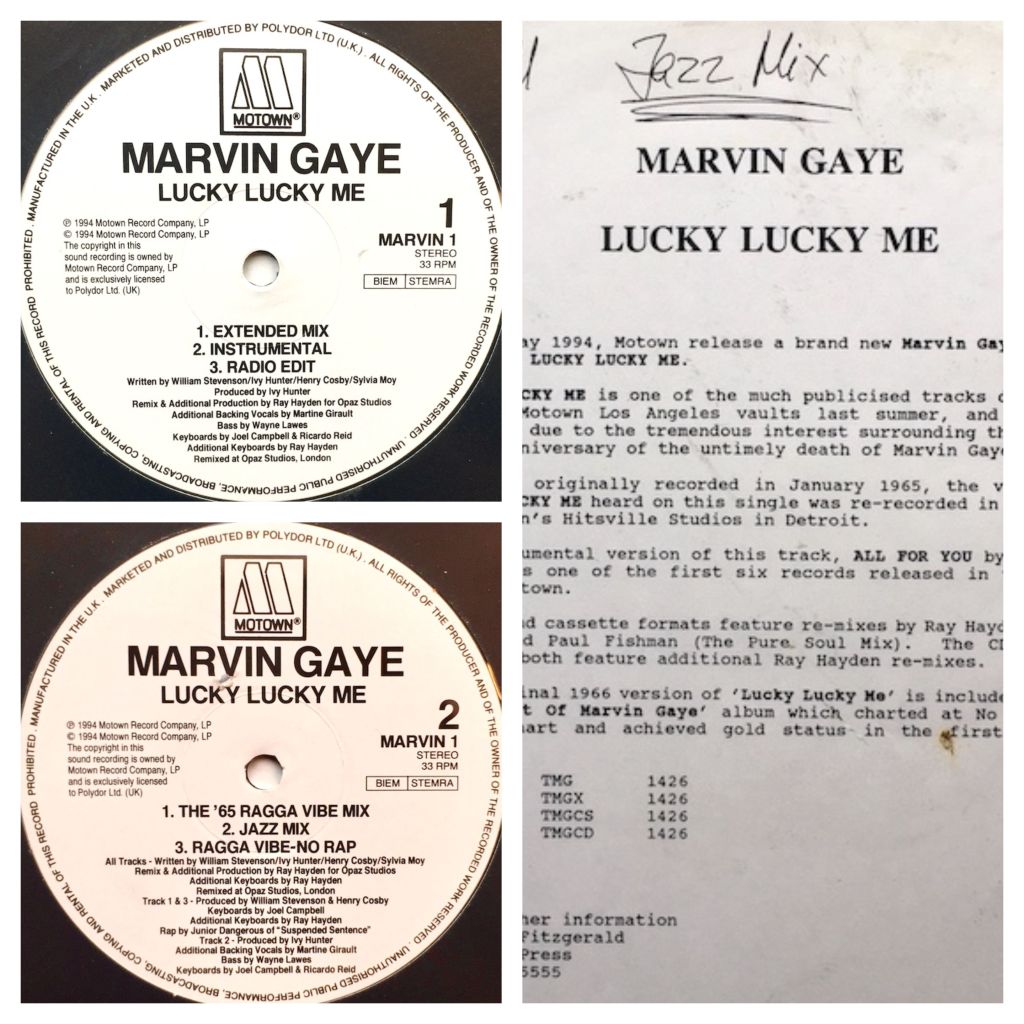 MANUFACTURED IN THE U.K. MARKETED AND DISTRIBUTED BY POLYDOR LTD (U.K.). ALL RIGHTS OF THE PRODUCER AND OF THE OWNER OF THE RECORDED WORK RESERVED. UNAUTHORISED PUBLIC PERFORMANCE, BROADCASTING, COPYING AND RENTAL OF THIS RECORD PROHIBITED.
MOTOWN®
MARVIN GAYE
LUCKY LUCKY ME
℗ 1994 Motown Record Company, LP
© 1994 Motown Record Company, LP
The copyright in this
sound recording is owned by
Motown Record Company, LP
and is exclusively licensed
to Polydor Ltd. (UK)
1
MARVIN 1
STEREO
33 RPM
BIEM STEMRA
1. EXTENDED MIX
2. INSTRUMENTAL
3. RADIO EDIT
Written by William Stevenson/Ivy Hunter/Henry Cosby/Sylvia Moy
Produced by Ivy Hunter
Remix & Additional Production by Ray Hayden for Opaz Studios
Additional Backing Vocals by Martine Girault
Bass by Wayne Lawes
Keyboards by Joel Campbell & Ricardo Reid
Additional Keyboards by Ray Hayden
Remixed at Opaz Studios, London
MANUFACTURED IN THE U.K. MARKETED AND DISTRIBUTED BY POLYDOR LTD (U.K.). ALL RIGHTS OF THE PRODUCER AND OF THE OWNER OF THE RECORDED WORK RESERVED. UNAUTHORISED PUBLIC PERFORMANCE, BROADCASTING, COPYING AND RENTAL OF THIS RECORD PROHIBITED.
MOTOWN®
MARVIN GAYE
LUCKY LUCKY ME
℗ 1994 Motown Record Company, LP
© 1994 Motown Record Company, LP
The copyright in this
sound recording is owned by
Motown Record Company, LP
and is exclusively licensed
to Polydor Ltd. (UK)
2
MARVIN 1
STEREO
33 RPM
BIEM STEMRA
1. THE '65 RAGGA VIBE MIX
2. JAZZ MIX
3. RAGGA VIBE-NO RAP
All Tracks - Written by William Stevenson/Ivy Hunter/Henry Cosby/Sylvia Moy
Remix & Additional Production by Ray Hayden for Opaz Studios
Additional Keyboards by Ray Hayden
Remixed at Opaz Studios, London
Track 1 & 3 - Produced by William Stevenson & Henry Cosby
Keyboards by Joel Campbell
Additional Keyboards by Ray Hayden
Rap by Junior Dangerous of "Suspended Sentence"
Track 2 - Produced by Ivy Hunter
Additional Backing Vocals by Martine Girault
Bass by Wayne Lawes
Keyboards by Joel Campbell & Ricardo Reid
Jazz Mix
MARVIN GAYE
LUCKY LUCKY ME
ay 1994, Motown release a brand new Marvin Gay
LUCKY LUCKY ME.
CKY ME is one of the much publicised tracks
Motown Los Angeles vaults last summer, and
due to the tremendous interest surrounding th
niversary of the untimely death of Marvin Gay
originally recorded in January 1965, the v
CKY ME heard on this single was re-recorded in
n's Hitsville Studios in Detroit.
umental version of this track, ALL FOR YOU by
s one of the first six records released in
town.
d cassette formats feature re-mixes by Ray Hayd
d Paul Fishman (The Pure Soul Mix). The CD
both feature additional Ray Hayden re-mixes.
inal 1966 version of 'Lucky Lucky Me' is include
t Of Marvin Gaye' album which charted at No
art and achieved gold status in the first
TMG 1426
TMGX 1426
TMGCS 1426
TMGCD 1426
her information
Fitzgerald
Press
5555